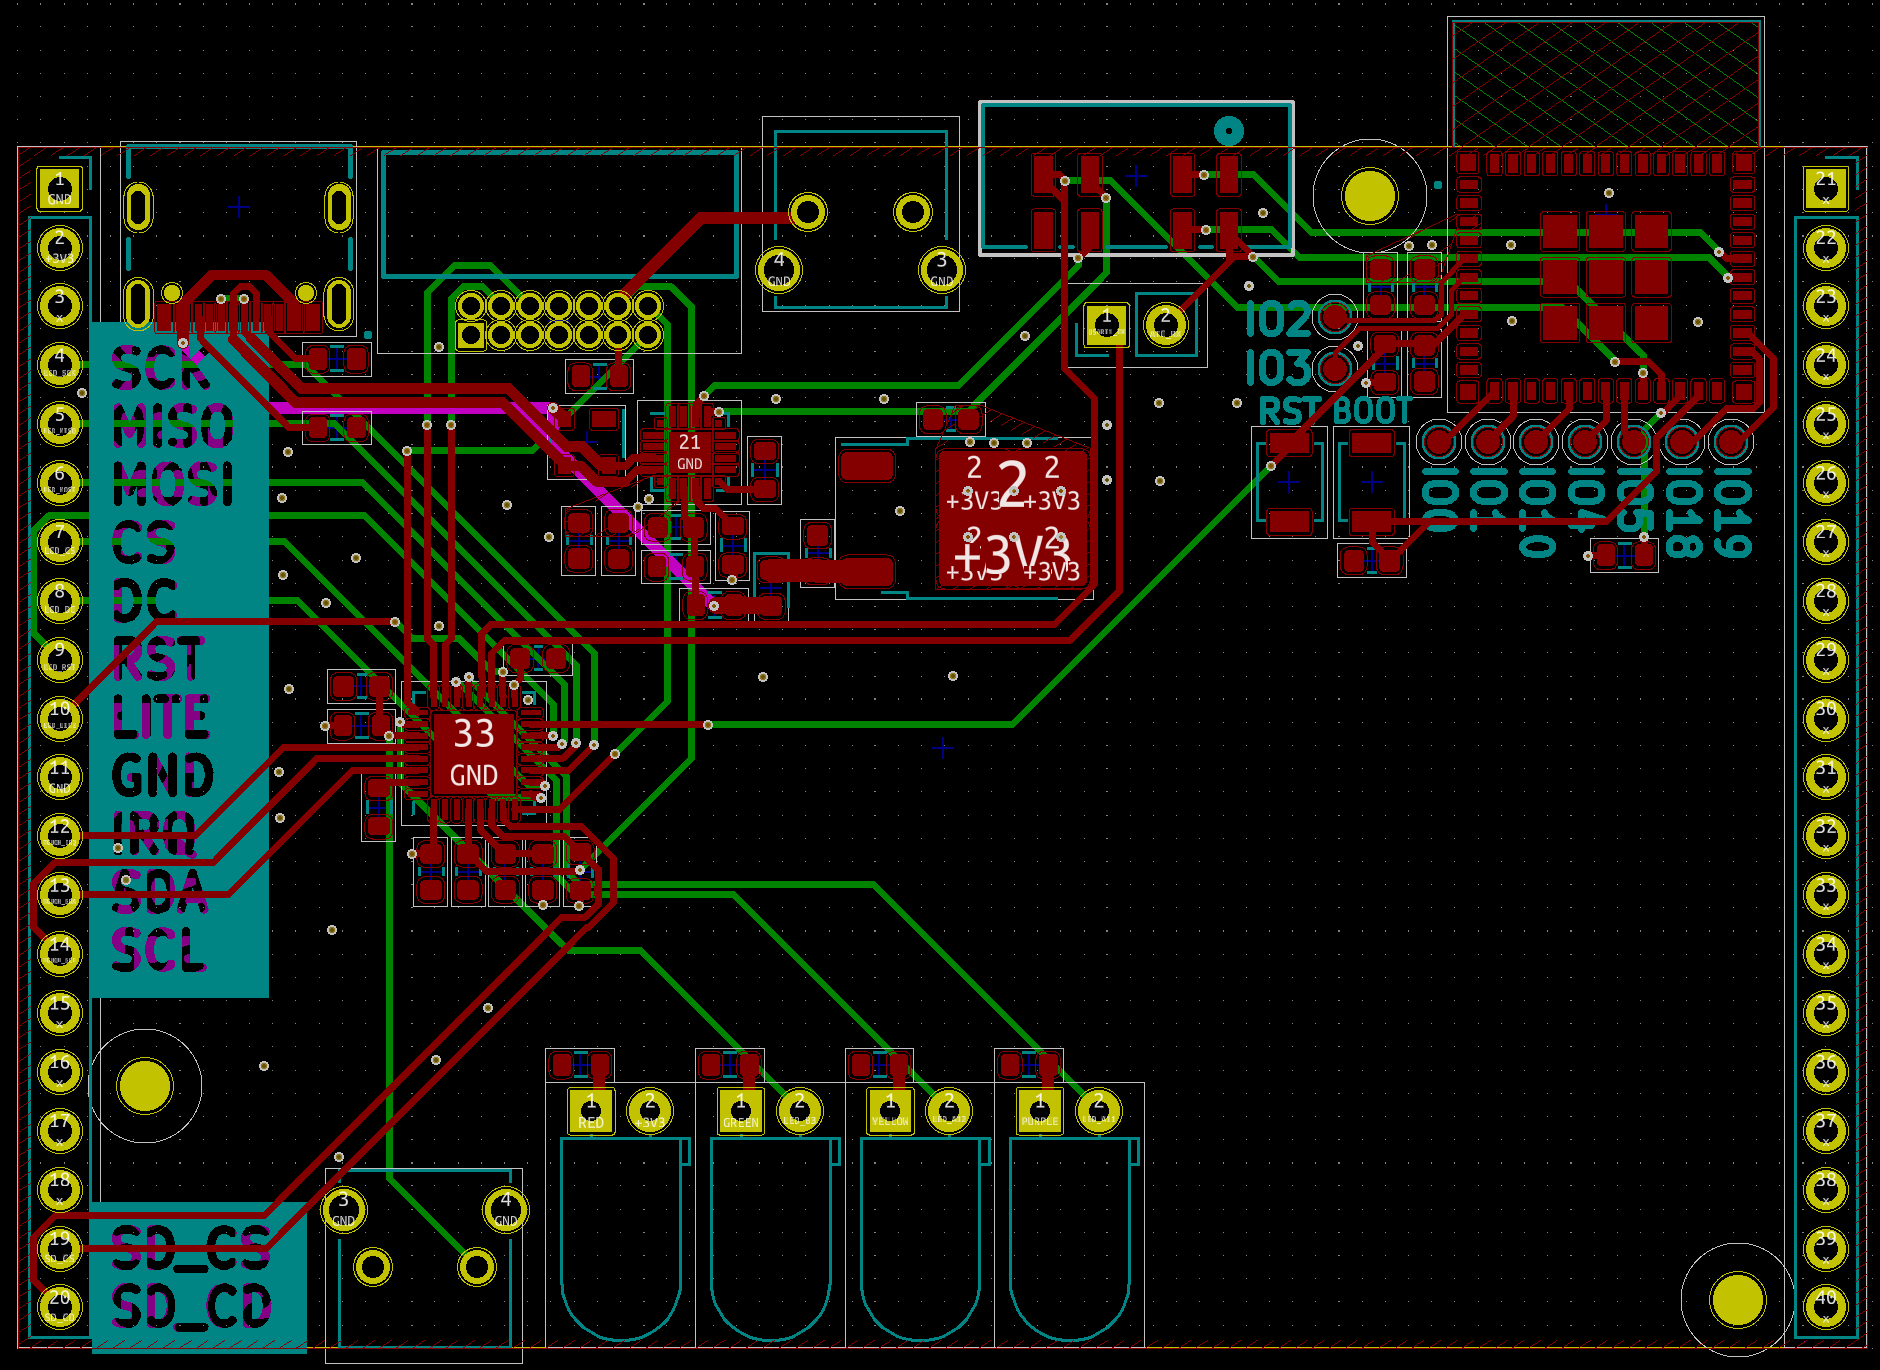 1
GND
2
+3V3
3
4
5
6
7
8
9
10
11
GND
12
13
14
15
x
16
x
17
x
18
x
19
SD_CS
20
SD_CD
SCK
MISO
MOSI
CS
DC
RST
LITE
GND
IRQ
SDA
SCL
SD_CS
SD_CD
4
GND
3
GND
1
2
21
GND
2
+3V3
2
+3V3
2
+3V3
2
+3V3
2
+3V3
33
GND
IO2
IO3
RST BOOT
IO0
IO1
IO10
IO4
IO5
IO18
IO19
3
GND
4
GND
1
RED
2
+3V3
1
GREEN
2
1
YELLOW
2
1
PURPLE
2
21
x
22
x
23
x
24
x
25
x
26
x
27
x
28
x
29
x
30
x
31
x
32
x
33
x
34
x
35
x
36
x
37
x
38
x
39
x
40
x